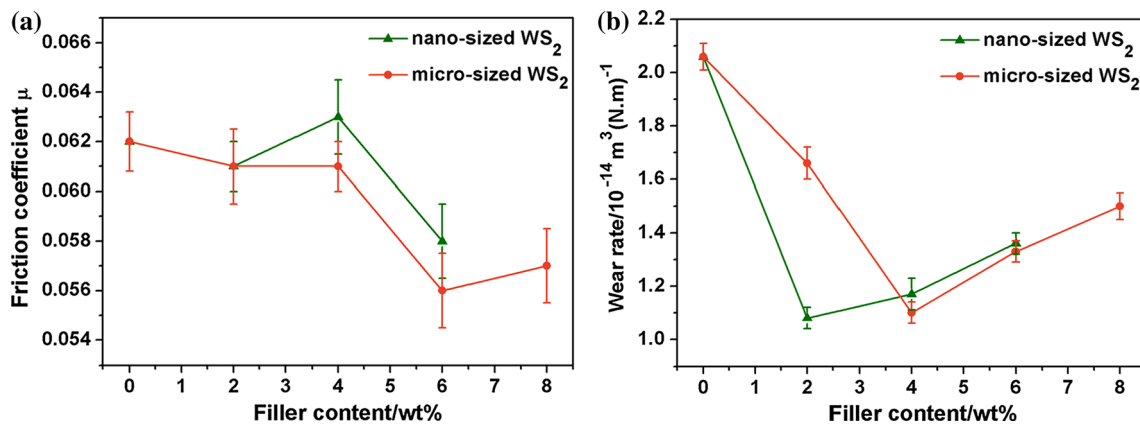 (a)
0.066
0.064
0.062
0.060
0.058
0.056
0.054
Friction coefficient μ
nano-sized WS2
micro-sized WS2
0 1 2 3 4 5 6 7 8
Filler content/wt%
(b)
2.2
2.0
1.8
1.6
1.4
1.2
1.0
Wear rate/10⁻¹⁴ m³(N.m)⁻¹
nano-sized WS₂
micro-sized WS₂
0 1 2 3 4 5 6 7 8
Filler content/wt%